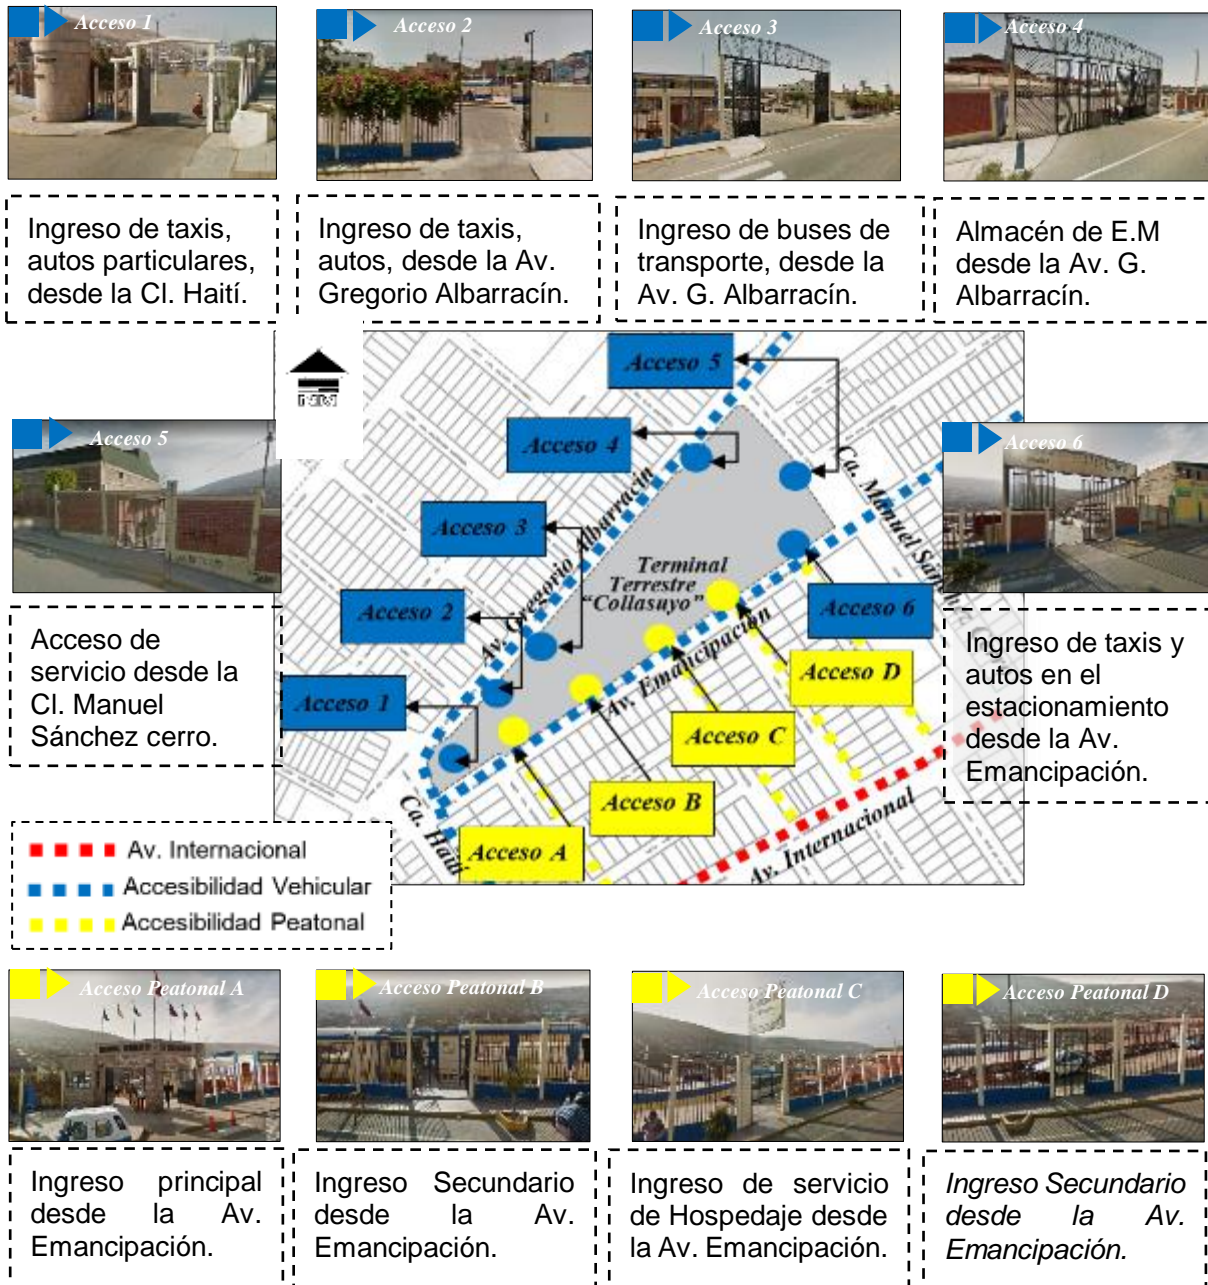 Acceso 1
Acceso 2
Acceso 3
Acceso 4
Ingreso de taxis,
autos particulares,
desde la Cl. Haití.
Ingreso de taxis,
autos, desde la Av.
Gregorio Albarracín.
Ingreso de buses de
transporte, desde la
Av. G. Albarracín.
Almacén de E.M
desde la Av. G.
Albarracín.
Acceso 5
Acceso 4
Acceso 3
Acceso 2
Acceso 1
Av. Gregorio Albarracin
Ca. Manuel
Terminal
Terrestre
“Collasuyo”
Av. Emancipación
Acceso 6
Acceso D
Acceso C
Acceso B
Acceso A
Ca. Haití
Av. Internacional
Acceso 5
Acceso de
servicio desde la
Cl. Manuel
Sánchez cerro.
Acceso 6
Ingreso de taxis y
autos en el
estacionamiento
desde la Av.
Emancipación.
Av. Internacional
Accesibilidad Vehicular
Accesibilidad Peatonal
Acceso Peatonal A
Acceso Peatonal B
Acceso Peatonal C
Acceso Peatonal D
Ingreso principal
desde la Av.
Emancipación.
Ingreso Secundario
desde la Av.
Emancipación.
Ingreso de servicio
de Hospedaje desde
la Av. Emancipación.
Ingreso Secundario
desde la Av.
Emancipación.